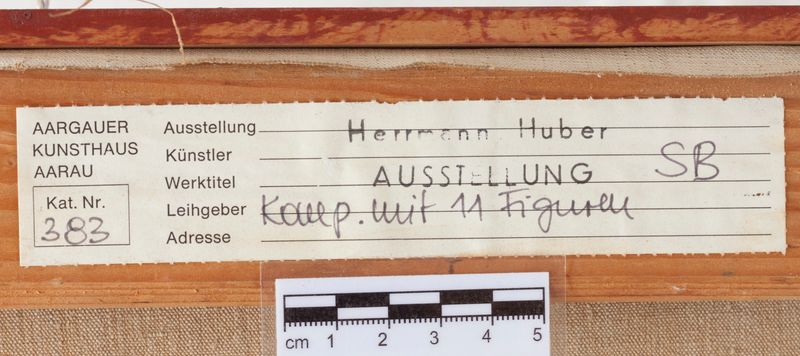 AARGAUER
KUNSTHAUS
AARAU
Kat. Nr.
383
Ausstellung Herrmann Huber
Künstler
Werktitel AUSSTELLUNG SB
Leihgeber Komp. mit 11 Figuren
Adresse
cm 1 2 3 4 5